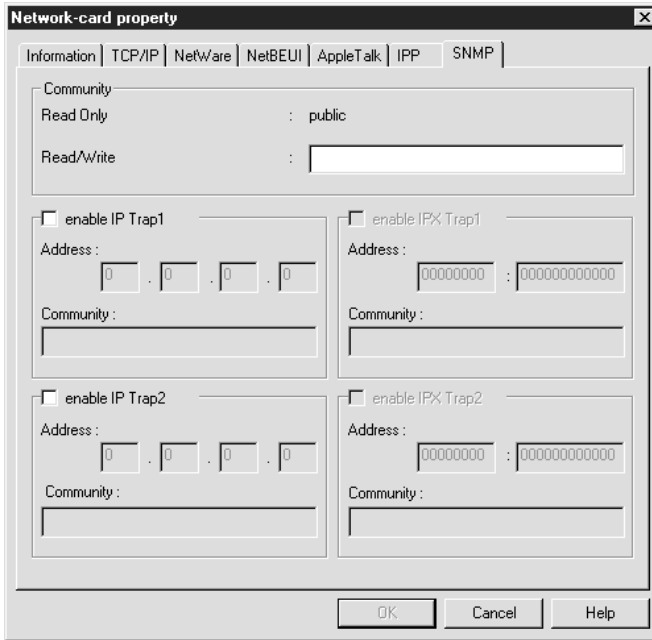 Network-card property
Information TCP/IP NetWare NetBEUI AppleTalk IPP SNMP
Community
Read Only : public
Read/Write :
enable IP Trap1
Address :
0 . 0 . 0 . 0
Community :
enable IPX Trap1
Address :
00000000 : 000000000000
Community :
enable IP Trap2
Address :
0 . 0 . 0 . 0
Community :
enable IPX Trap2
Address :
00000000 : 000000000000
Community :
OK Cancel Help